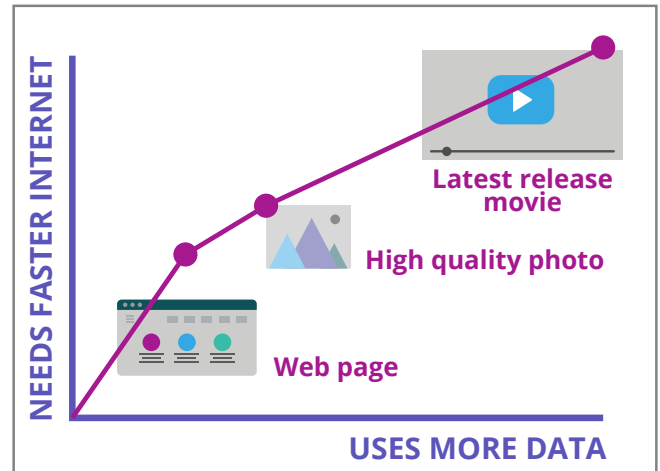 NEEDS FASTER INTERNET
Latest release
movie
High quality photo
Web page
USES MORE DATA